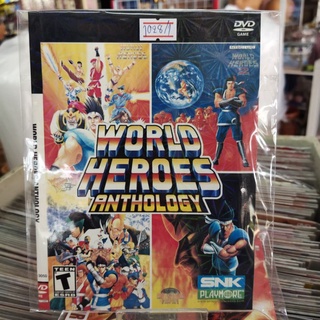 DVD
GAME
WORLD
HEROES
ANTHOLOGY
TEEN
T
ESRB
SNK
PLAYMORE